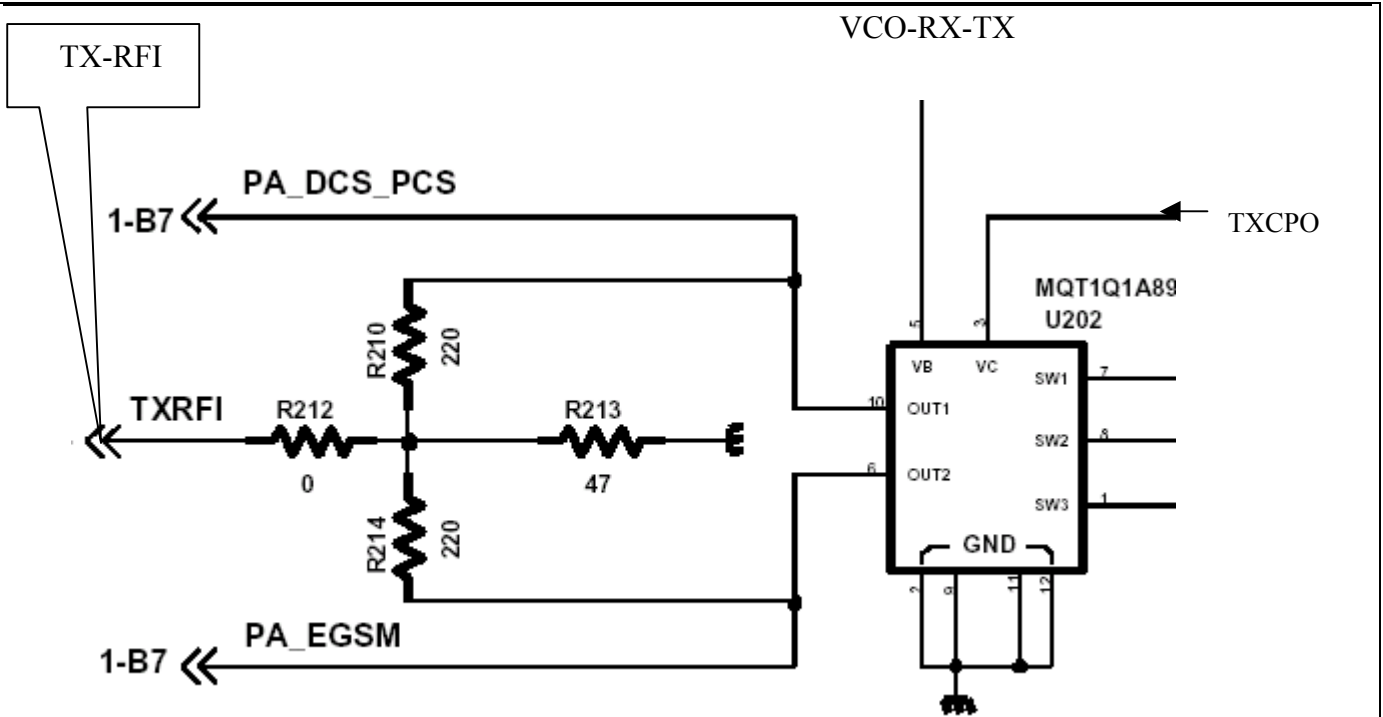 VCO-RX-TX
TX-RFI
PA_DCS_PCS
1-B7
TXCPO
MQT1Q1A89
U202
R210
220
5
3
VB
VC
SW1
7
TXRFI
R212
0
R213
47
10
OUT1
SW2
8
6
OUT2
SW3
1
R214
220
GND
2
9
11
12
PA_EGSM
1-B7